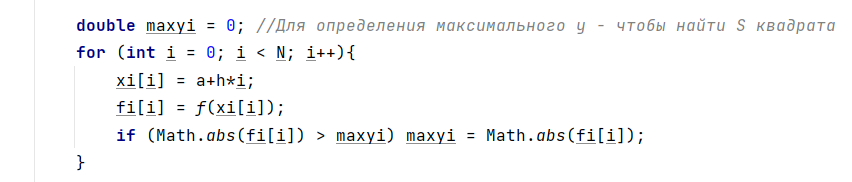 double maxyi = 0; //Для определения максимального y - чтобы найти S квадрата
for (int i = 0; i < N; i++){
xi[i] = a+h*i;
fi[i] = f(xi[i]);
if (Math.abs(fi[i]) > maxyi) maxyi = Math.abs(fi[i]);
}